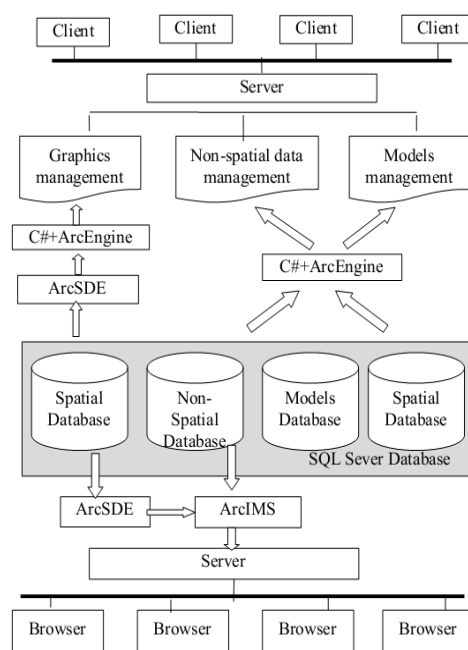 Client
Client
Client
Client
Server
Graphics
management
Non-spatial data
management
Models
management
C#+ArcEngine
C#+ArcEngine
ArcSDE
Spatial
Database
Non-
Spatial
Database
Models
Database
Spatial
Database
SQL Sever Database
ArcSDE
ArcIMS
Server
Browser
Browser
Browser
Browser